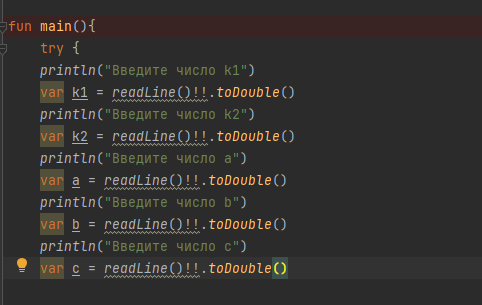 fun main(){
try {
println("Введите число k1")
var k1 = readLine()!!.toDouble()
println("Введите число k2")
var k2 = readLine()!!.toDouble()
println("Введите число a")
var a = readLine()!!.toDouble()
println("Введите число b")
var b = readLine()!!.toDouble()
println("Введите число c")
var c = readLine()!!.toDouble()